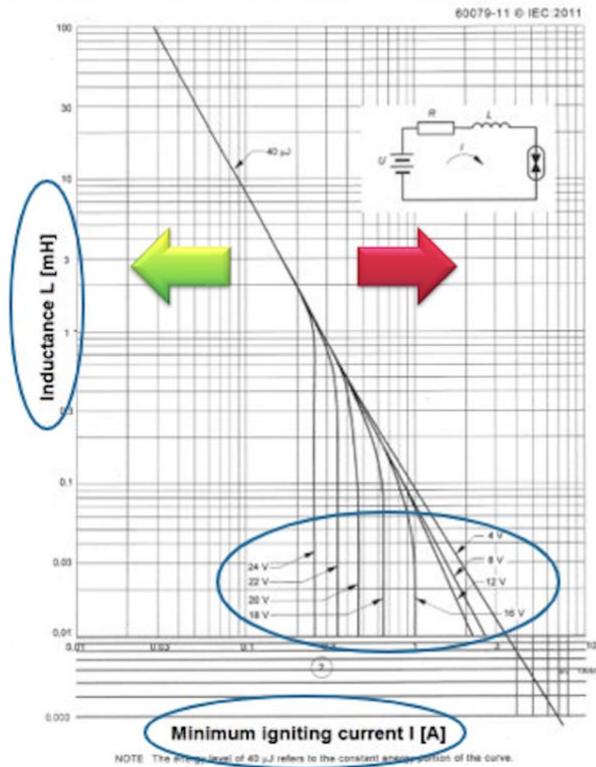 60079-11 © IEC:2011
100
30
10
3
1
0.3
0.1
0.03
0.01
0.003
Inductance L [mH]
40 µJ
R
L
U
I
24 V
22 V
20 V
18 V
4 V
8 V
12 V
16 V
0.01
0.03
0.1
0.3
1
3
10
Minimum igniting current I [A]
NOTE The energy level of 40 µJ refers to the constant energy portion of the curve.